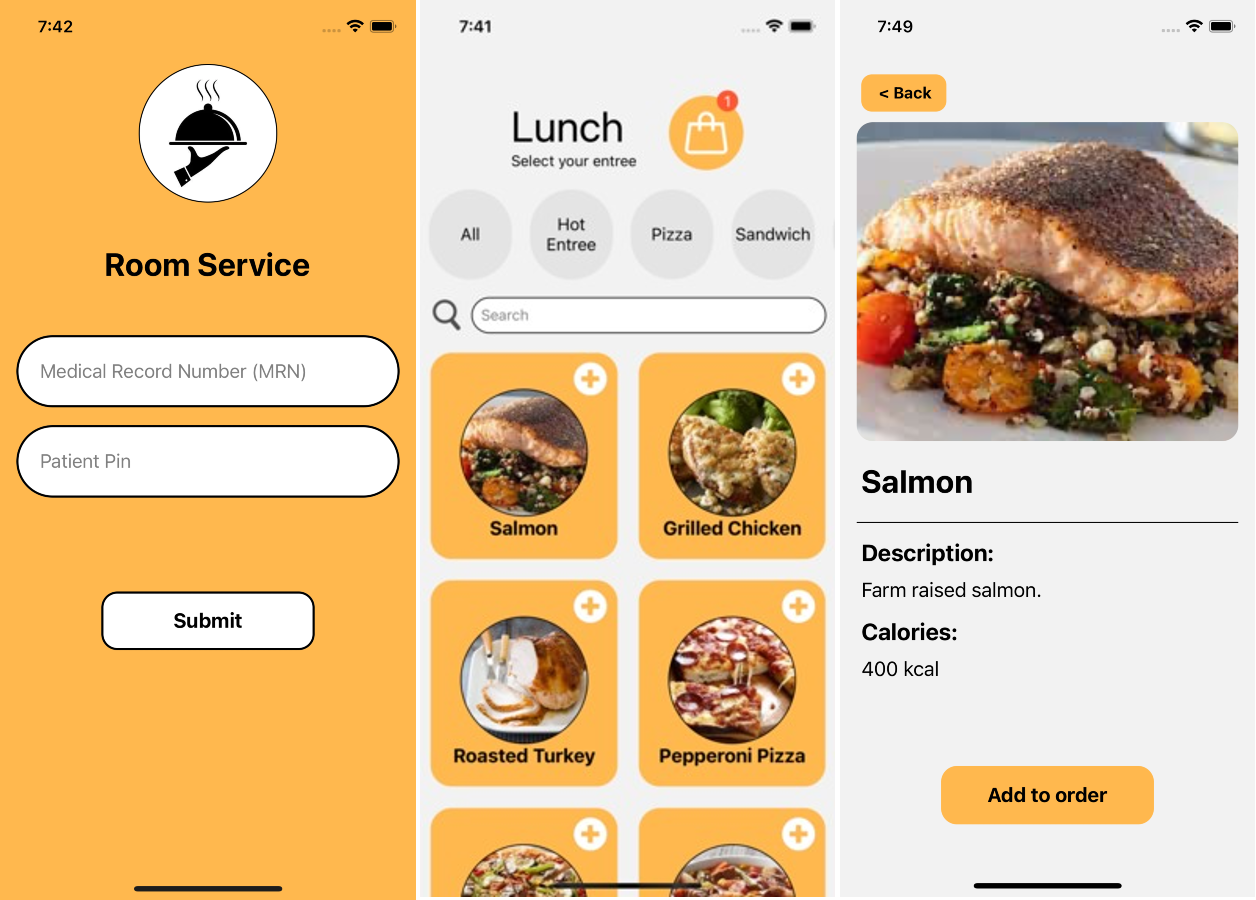 7:42
Room Service
Medical Record Number (MRN)
Patient Pin
Submit
7:41
1
Lunch
Select your entree
All
Hot
Entree
Pizza
Sandwich
Search
Salmon
Grilled Chicken
Roasted Turkey
Pepperoni Pizza
7:49
< Back
Salmon
Description:
Farm raised salmon.
Calories:
400 kcal
Add to order